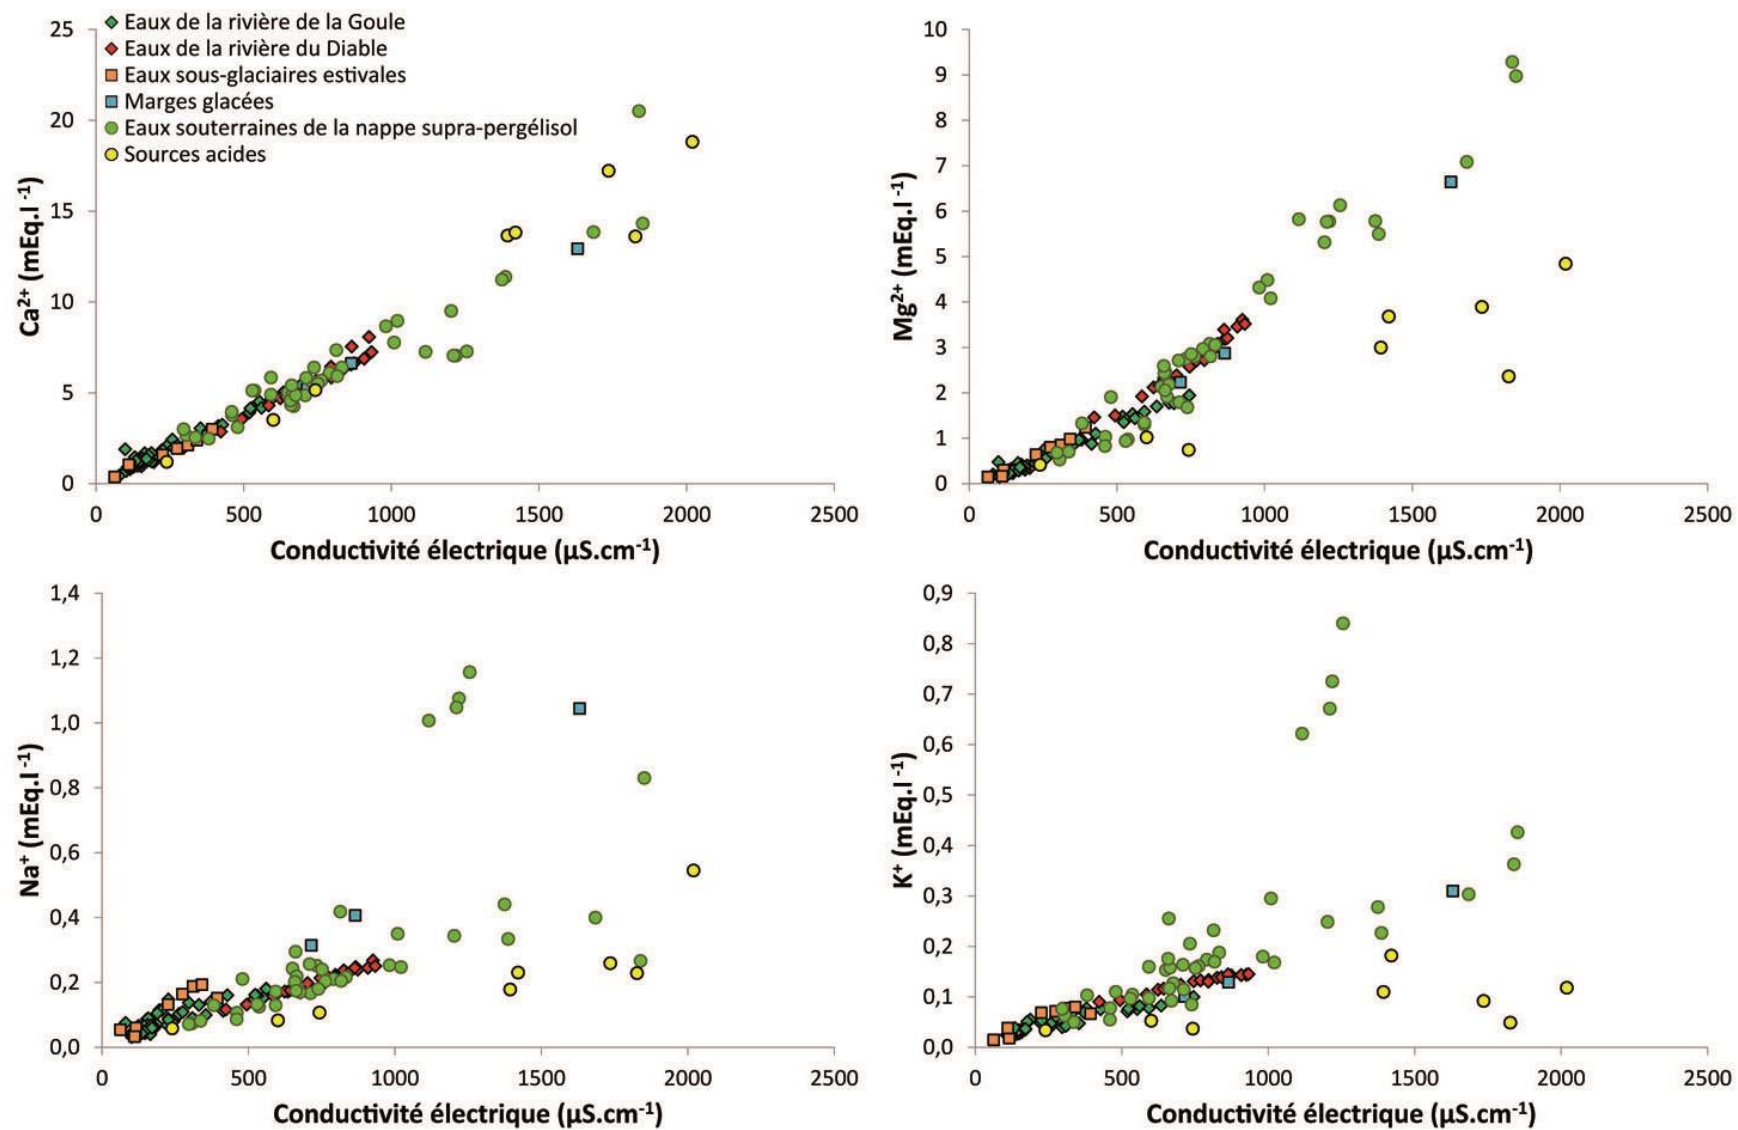 Eaux de la rivière de la Goule
Eaux de la rivière du Diable
Eaux sous-glaciaires estivales
Marges glacées
Eaux souterraines de la nappe supra-pergélisol
Sources acides
Ca²⁺ (mEq.l⁻¹)
25
20
15
10
5
0
0 500 1000 1500 2000 2500
Conductivité électrique (µS.cm⁻¹)
Mg²⁺ (mEq.l⁻¹)
10
9
8
7
6
5
4
3
2
1
0
0 500 1000 1500 2000 2500
Conductivité électrique (µS.cm⁻¹)
Na⁺ (mEq.l⁻¹)
1,4
1,2
1,0
0,8
0,6
0,4
0,2
0,0
0 500 1000 1500 2000 2500
Conductivité électrique (µS.cm⁻¹)
K⁺ (mEq.l⁻¹)
0,9
0,8
0,7
0,6
0,5
0,4
0,3
0,2
0,1
0,0
0 500 1000 1500 2000 2500
Conductivité électrique (µS.cm⁻¹)